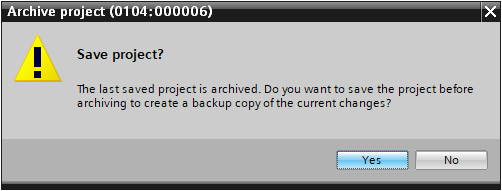 Archive project (0104:000006)
Save project?
The last saved project is archived. Do you want to save the project before
archiving to create a backup copy of the current changes?
Yes
No